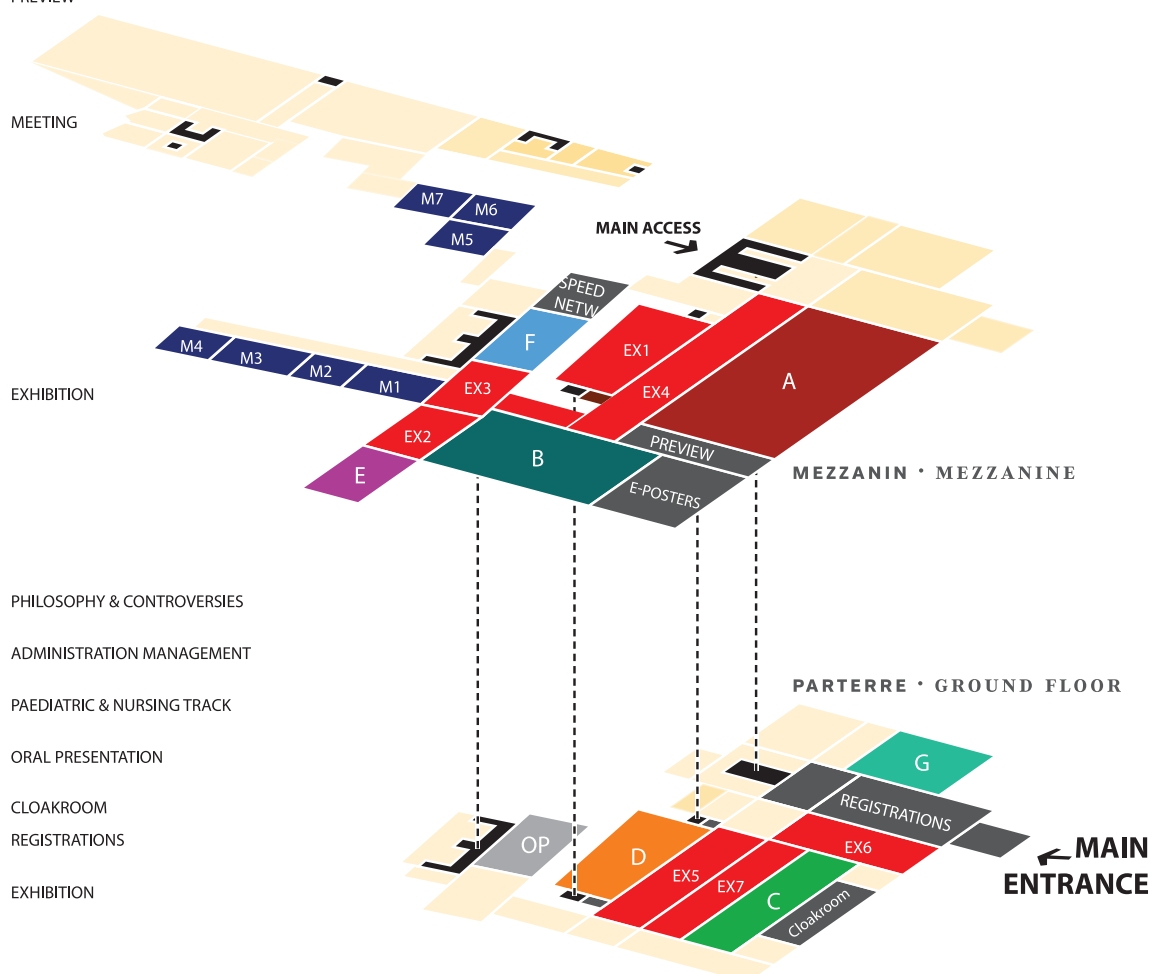 PREVIEW
MEETING
M7
M6
M5
MAIN ACCESS
SPEED
NETW
F
EX1
M4
M3
M2
M1
EX3
EX4
A
EXHIBITION
EX2
B
PREVIEW
E
E-POSTERS
MEZZANIN • MEZZANINE
PHILOSOPHY & CONTROVERSIES
ADMINISTRATION MANAGEMENT
PARTERRE • GROUND FLOOR
PAEDIATRIC & NURSING TRACK
ORAL PRESENTATION
G
CLOAKROOM
REGISTRATIONS
REGISTRATIONS
OP
D
EX6
MAIN
ENTRANCE
EX5
EX7
EXHIBITION
C
Cloakroom